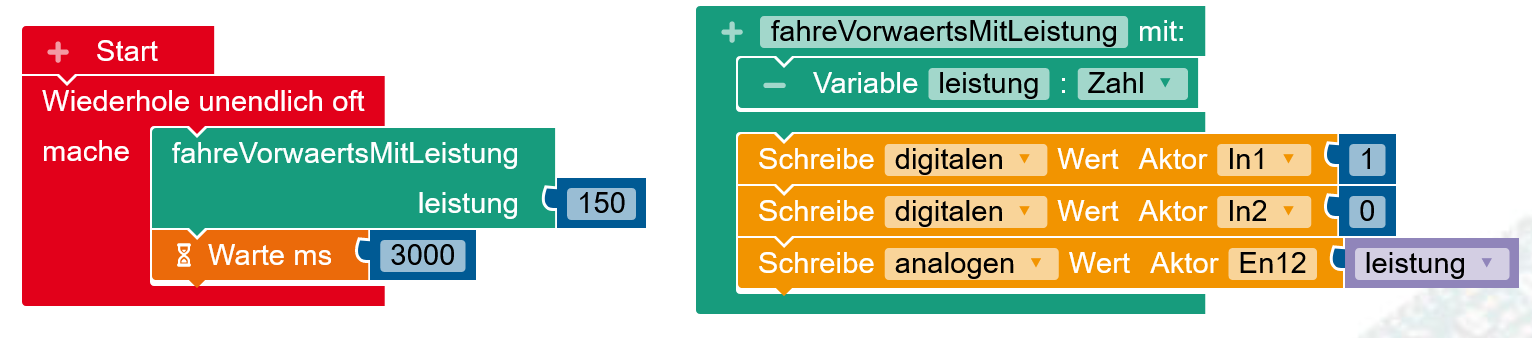 + Start
Wiederhole unendlich oft
mache
fahreVorwaertsMitLeistung
leistung 150
Warte ms 3000
+ fahreVorwaertsMitLeistung mit:
− Variable leistung : Zahl
Schreibe digitalen Wert Aktor In1 1
Schreibe digitalen Wert Aktor In2 0
Schreibe analogen Wert Aktor En12 leistung